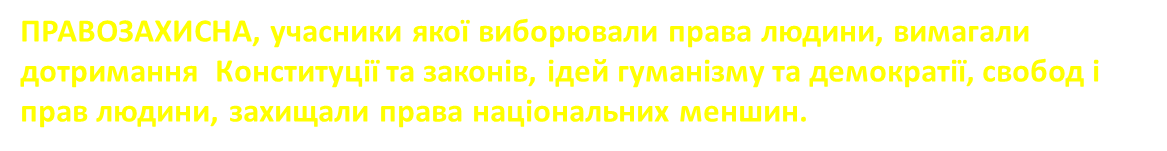 ПРАВОЗАХИСНА, учасники якої виборювали права людини, вимагали
дотримання  Конституції та законів, ідей гуманізму та демократії, свобод і
прав людини, захищали права національних меншин.